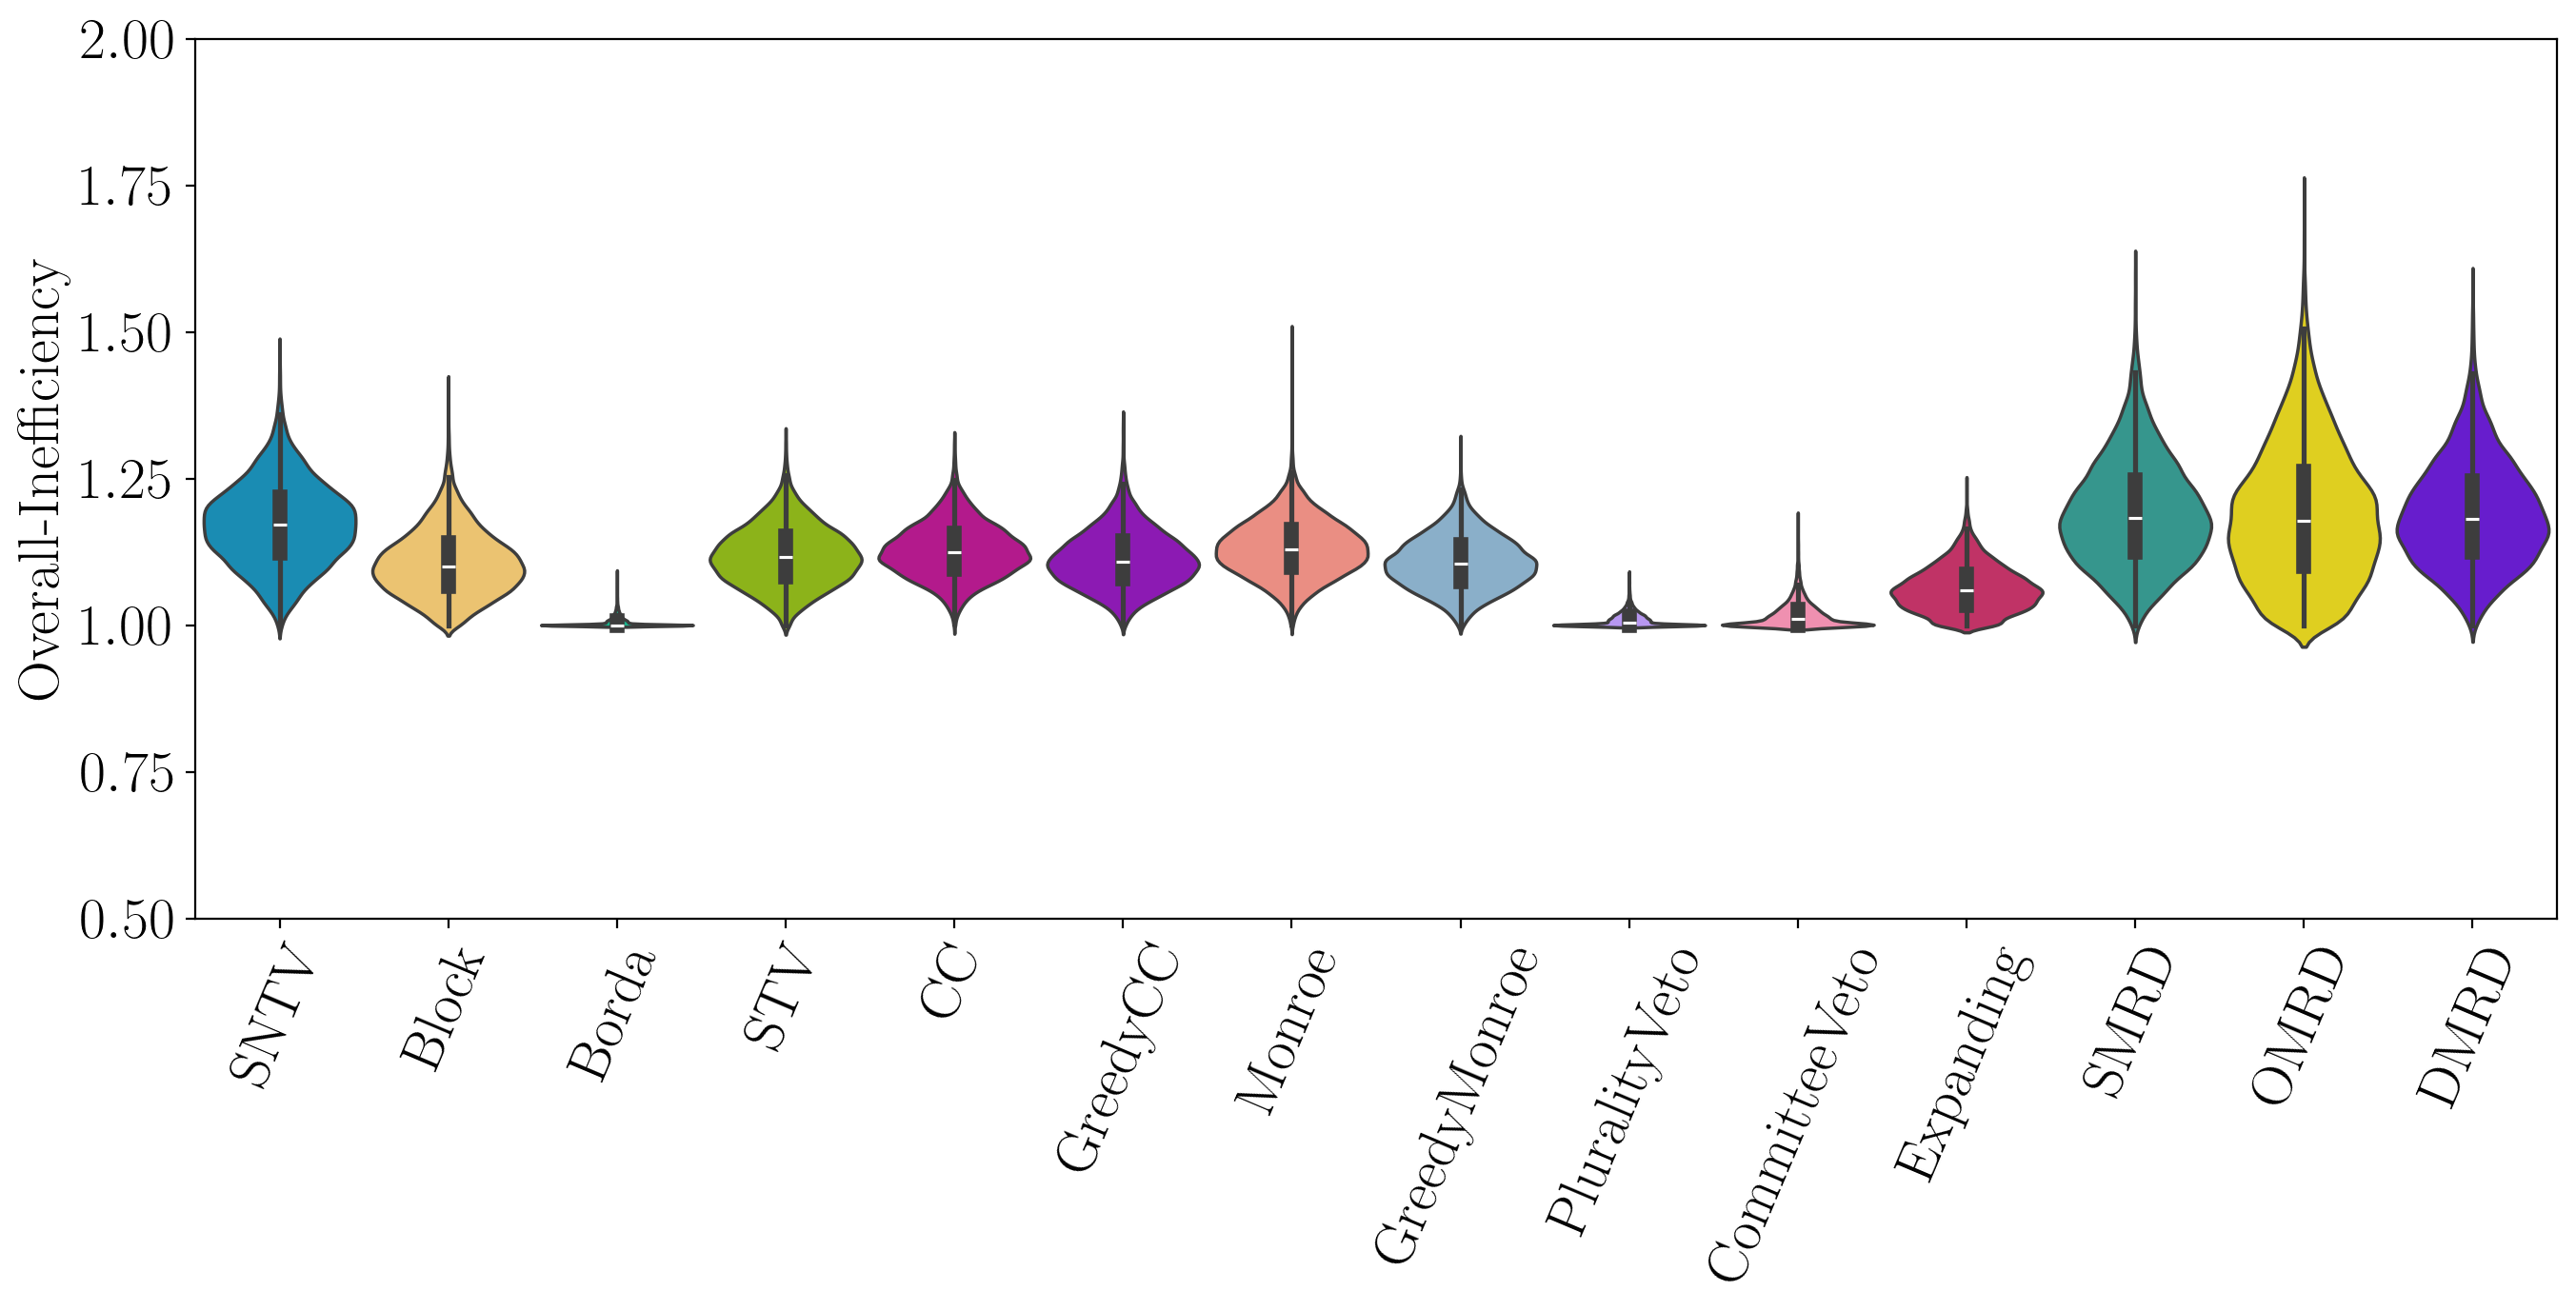 Overall-Inefficiency
2.00
1.75
1.50
1.25
1.00
0.75
0.50
SNTV
Block
Borda
STV
CC
GreedyCC
Monroe
GreedyMonroe
PluralityVeto
CommitteeVeto
Expanding
SMRD
OMRD
DMRD